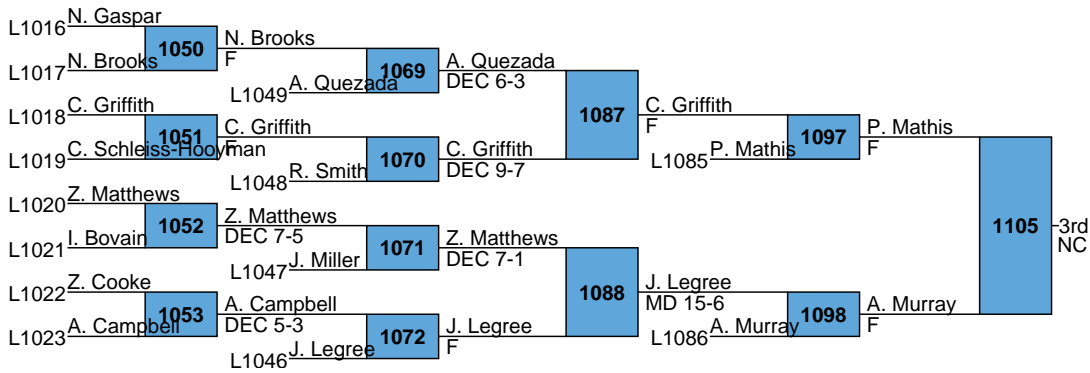 N. Gaspar
L1016
1050
N. Brooks
F
L1017
N. Brooks
1069
A. Quezada
DEC 6-3
L1049
A. Quezada
1087
C. Griffith
F
L1018
C. Griffith
1051
C. Griffith
F
L1019
C. Schleiss-Hooyman
1070
C. Griffith
DEC 9-7
L1048
R. Smith
L1085
P. Mathis
1097
P. Mathis
F
L1020
Z. Matthews
1052
Z. Matthews
DEC 7-5
L1021
I. Bovain
1071
Z. Matthews
DEC 7-1
L1047
J. Miller
1105
3rd
NC
L1022
Z. Cooke
1053
A. Campbell
DEC 5-3
L1023
A. Campbell
1072
J. Legree
F
L1046
J. Legree
1088
J. Legree
MD 15-6
L1086
A. Murray
1098
A. Murray
F